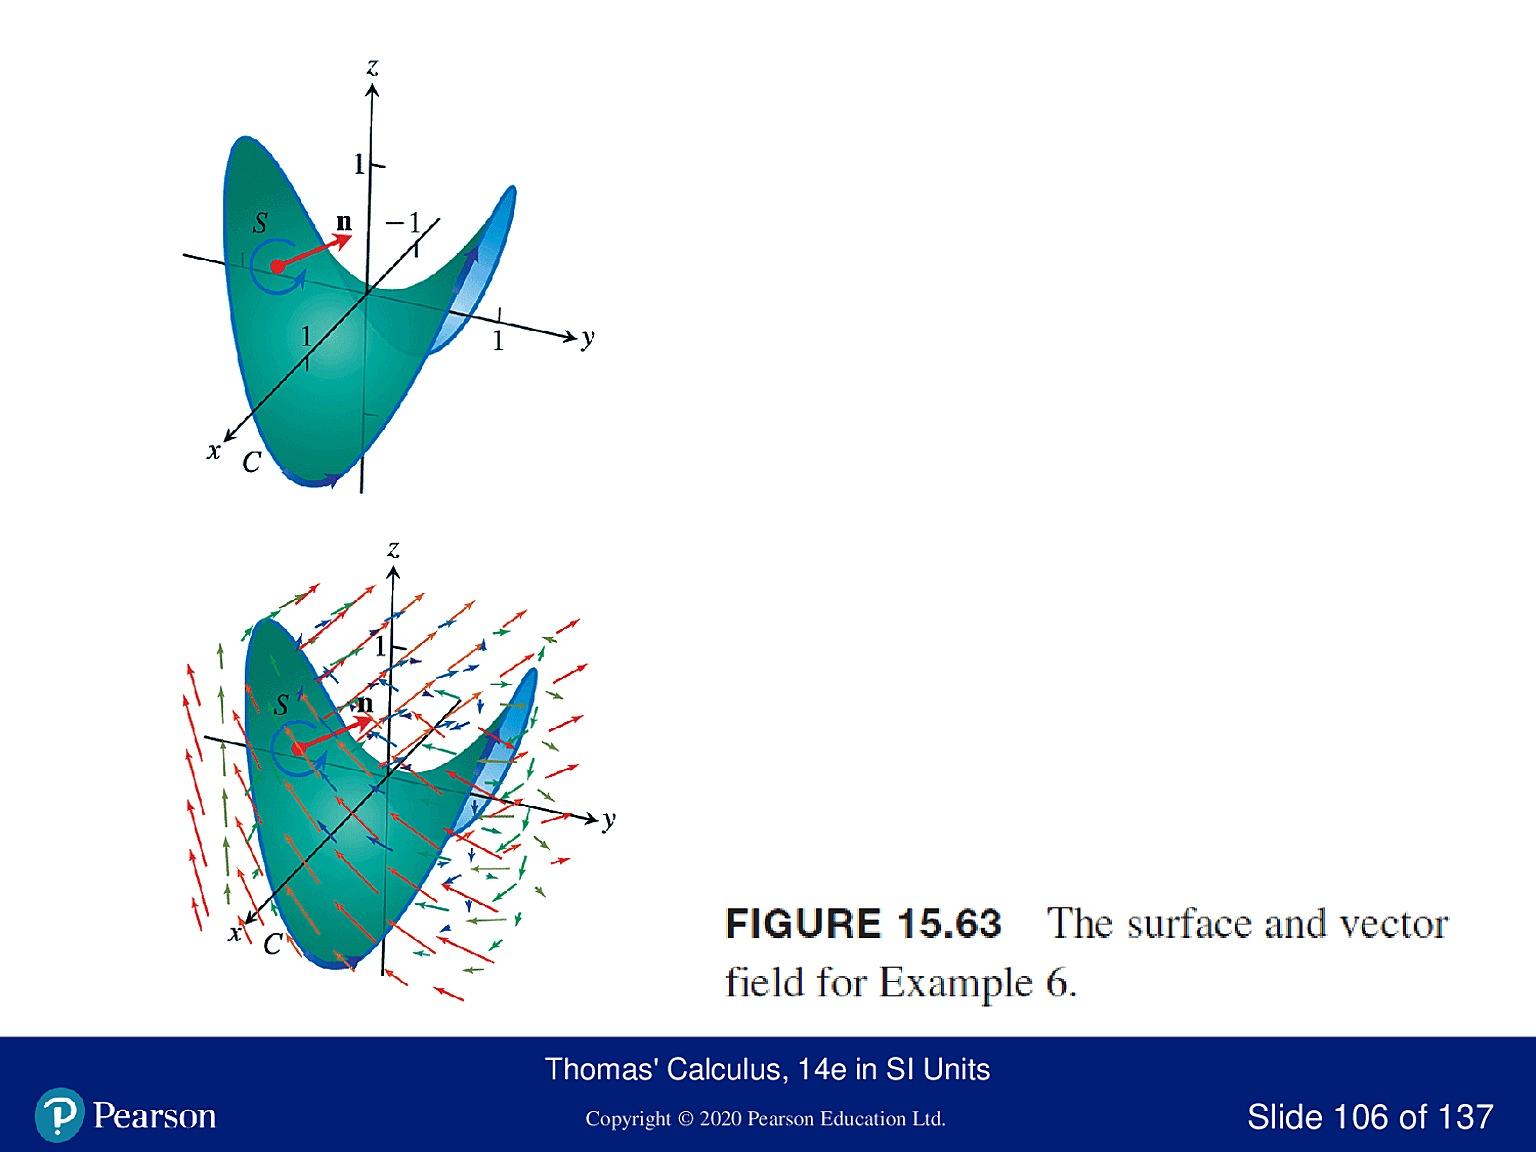 z
1
S
n
−1
1
1
y
x
C
z
1
S
n
y
x
C
FIGURE 15.63 The surface and vector
field for Example 6.
Thomas' Calculus, 14e in SI Units
Pearson
Copyright © 2020 Pearson Education Ltd.
Slide 106 of 137